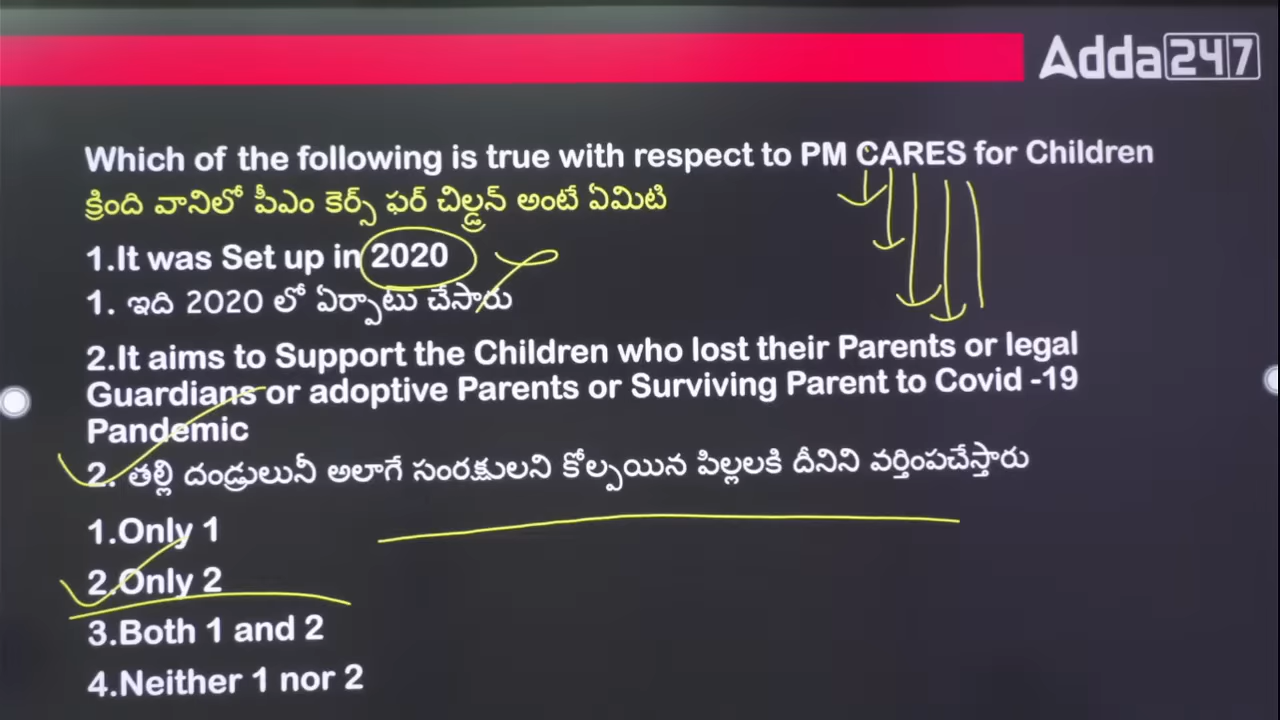 Adda247
Which of the following is true with respect to PM CARES for Children
క్రింది వానిలో పీఎం కెర్స్ ఫర్ చిల్డ్రన్ అంటే ఏమిటి
1.It was Set up in 2020
1. ఇది 2020 లో ఏర్పాటు చేసారు
2.It aims to Support the Children who lost their Parents or legal
Guardians or adoptive Parents or Surviving Parent to Covid -19
Pandemic
2. తల్లి దండ్రులునీ అలాగే సంరక్షులని కోల్పయిన పిల్లలకి దీనిని వర్తింపచేస్తారు
1.Only 1
2.Only 2
3.Both 1 and 2
4.Neither 1 nor 2